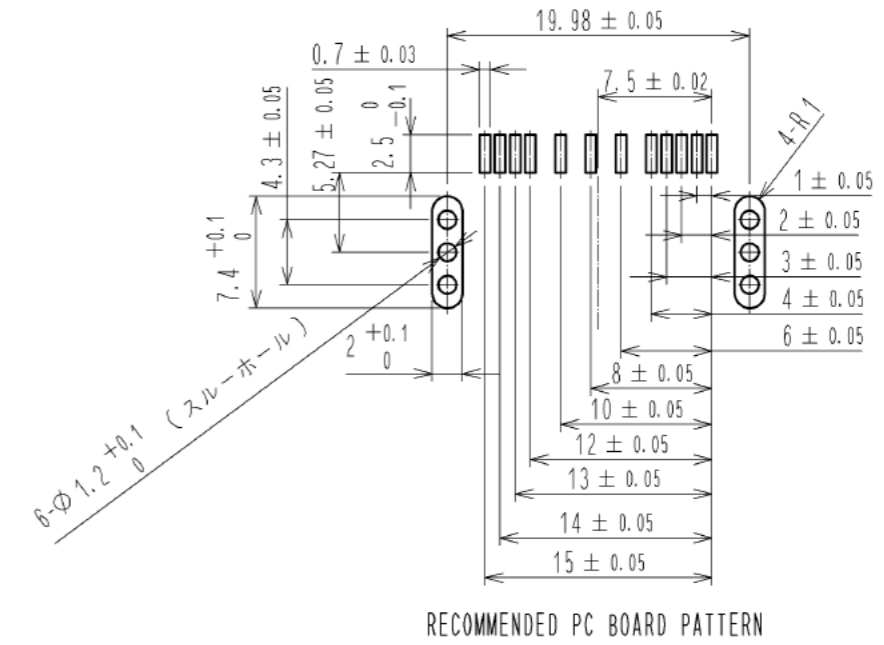 19.98 ± 0.05
0.7 ± 0.03
7.5 ± 0.02
4.3 ± 0.05
5.27 ± 0.05
2.5 0 -0.1
4-R1
1 ± 0.05
2 ± 0.05
7.4 +0.1 0
3 ± 0.05
4 ± 0.05
2 +0.1 0
6 ± 0.05
8 ± 0.05
10 ± 0.05
12 ± 0.05
6-Ø1.2 +0.1 0 (スルーホール)
13 ± 0.05
14 ± 0.05
15 ± 0.05
RECOMMENDED PC BOARD PATTERN